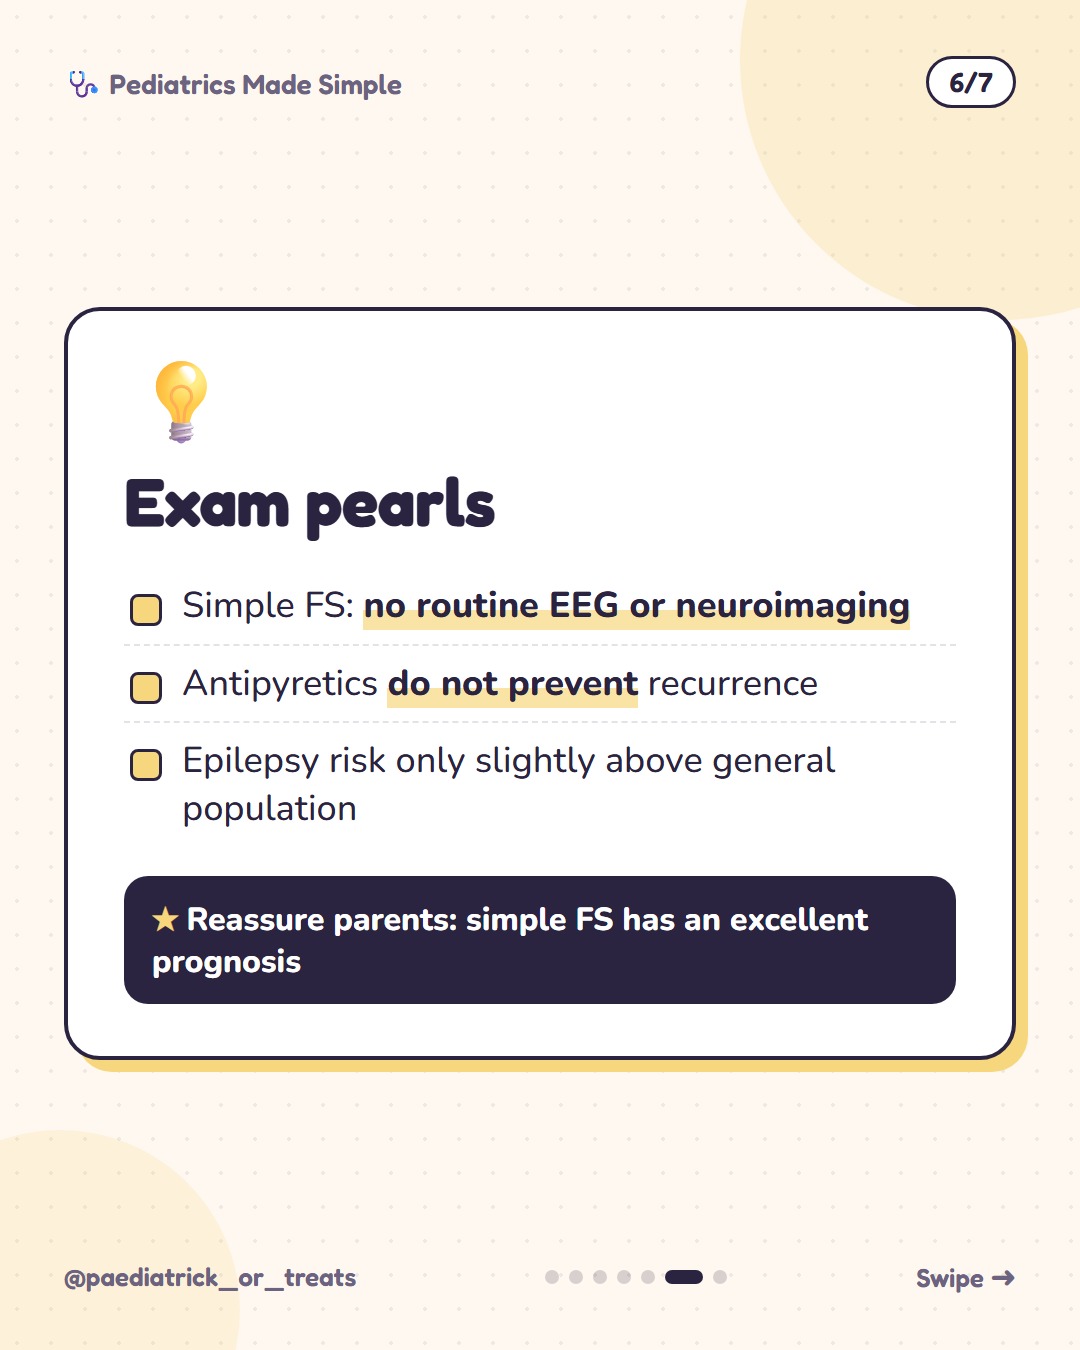 Pediatrics Made Simple
6/7
Exam pearls
Simple FS: no routine EEG or neuroimaging
Antipyretics do not prevent recurrence
Epilepsy risk only slightly above general
population
★ Reassure parents: simple FS has an excellent
prognosis
@paediatrick_or_treats
Swipe →